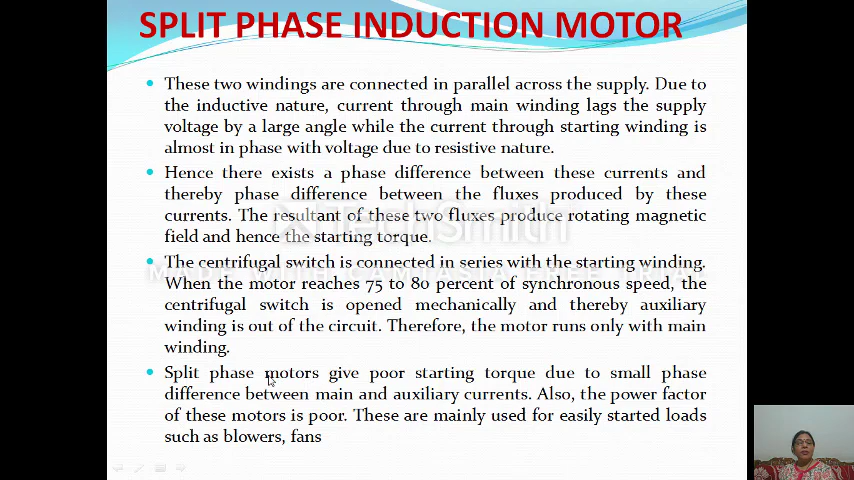 SPLIT PHASE INDUCTION MOTOR
• These two windings are connected in parallel across the supply. Due to
the inductive nature, current through main winding lags the supply
voltage by a large angle while the current through starting winding is
almost in phase with voltage due to resistive nature.
• Hence there exists a phase difference between these currents and
thereby phase difference between the fluxes produced by these
currents. The resultant of these two fluxes produce rotating magnetic
field and hence the starting torque.
TechSmith
• The centrifugal switch is connected in series with the starting winding.
MADE WITH CAMTASIA FREE TRIAL
When the motor reaches 75 to 80 percent of synchronous speed, the
centrifugal switch is opened mechanically and thereby auxiliary
winding is out of the circuit. Therefore, the motor runs only with main
winding.
• Split phase motors give poor starting torque due to small phase
difference between main and auxiliary currents. Also, the power factor
of these motors is poor. These are mainly used for easily started loads
such as blowers, fans